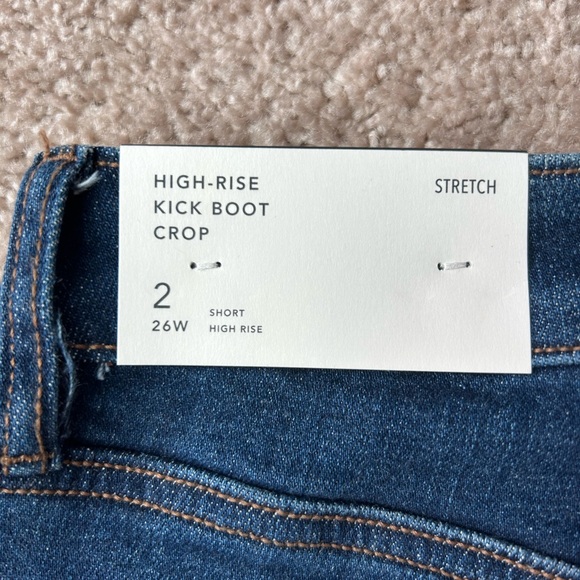 HIGH-RISE
KICK BOOT
CROP
STRETCH
2
26W
SHORT
HIGH RISE